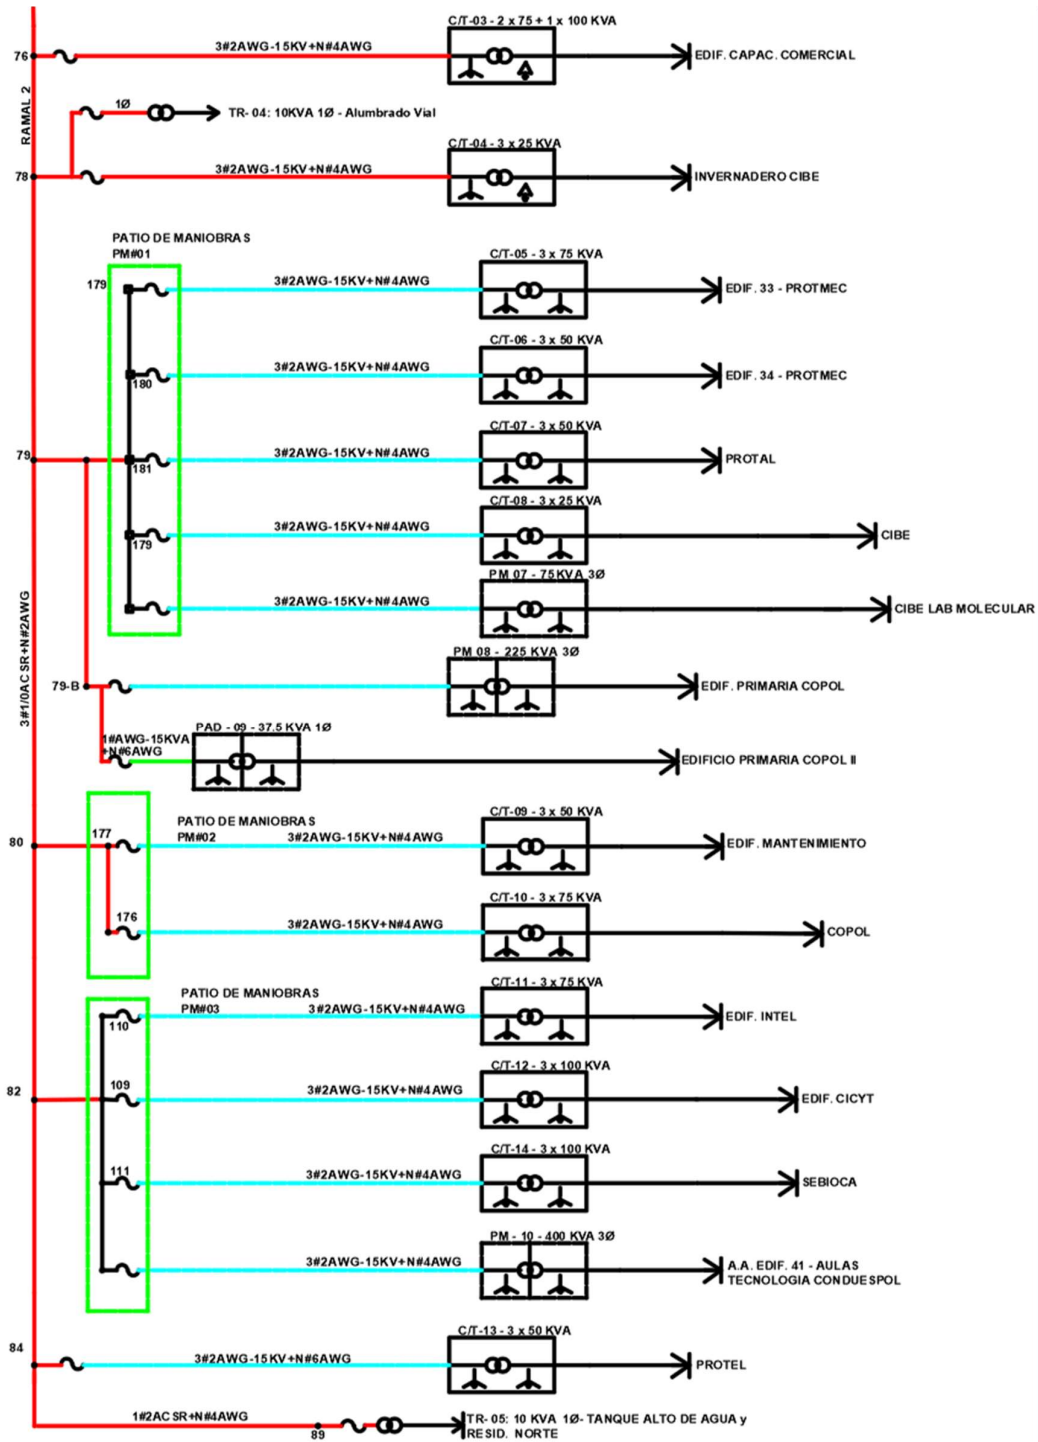 C/T-03 - 2 x 75 + 1 x 100 KVA
76
3#2AWG-15KV+N#4AWG
EDIF. CAPAC. COMERCIAL
RAMAL 2
1Ø
TR- 04: 10KVA 1Ø - Alumbrado Vial
C/T-04 - 3 x 25 KVA
78
3#2AWG-15KV+N#4AWG
INVERNADERO CIBE
PATIO DE MANIOBRAS
PM#01
C/T-05 - 3 x 75 KVA
179
3#2AWG-15KV+N#4AWG
EDIF. 33 - PROTMEC
C/T-06 - 3 x 50 KVA
180
3#2AWG-15KV+N#4AWG
EDIF. 34 - PROTMEC
C/T-07 - 3 x 50 KVA
79
181
3#2AWG-15KV+N#4AWG
PROTAL
C/T-08 - 3 x 25 KVA
179
3#2AWG-15KV+N#4AWG
CIBE
PM 07 - 75KVA 3Ø
3#2AWG-15KV+N#4AWG
CIBE LAB MOLECULAR
3#1/0ACSR+N#2AWG
PM 08 - 225 KVA 3Ø
79-B
EDIF. PRIMARIA COPOL
PAD - 09 - 37.5 KVA 1Ø
1#AWG-15KVA
+N#6AWG
EDIFICIO PRIMARIA COPOL II
C/T-09 - 3 x 50 KVA
PATIO DE MANIOBRAS
PM#02
80
177
3#2AWG-15KV+N#4AWG
EDIF. MANTENIMIENTO
C/T-10 - 3 x 75 KVA
176
3#2AWG-15KV+N#4AWG
COPOL
C/T-11 - 3 x 75 KVA
PATIO DE MANIOBRAS
PM#03
110
3#2AWG-15KV+N#4AWG
EDIF. INTEL
C/T-12 - 3 x 100 KVA
82
109
3#2AWG-15KV+N#4AWG
EDIF. CICYT
C/T-14 - 3 x 100 KVA
111
3#2AWG-15KV+N#4AWG
SEBIOCA
PM - 10 - 400 KVA 3Ø
3#2AWG-15KV+N#4AWG
A.A. EDIF. 41 - AULAS
TECNOLOGIA CONDUESPOL
C/T-13 - 3 x 50 KVA
84
3#2AWG-15KV+N#6AWG
PROTEL
1#2ACSR+N#4AWG
89
TR- 05: 10 KVA 1Ø- TANQUE ALTO DE AGUA y
RESID. NORTE